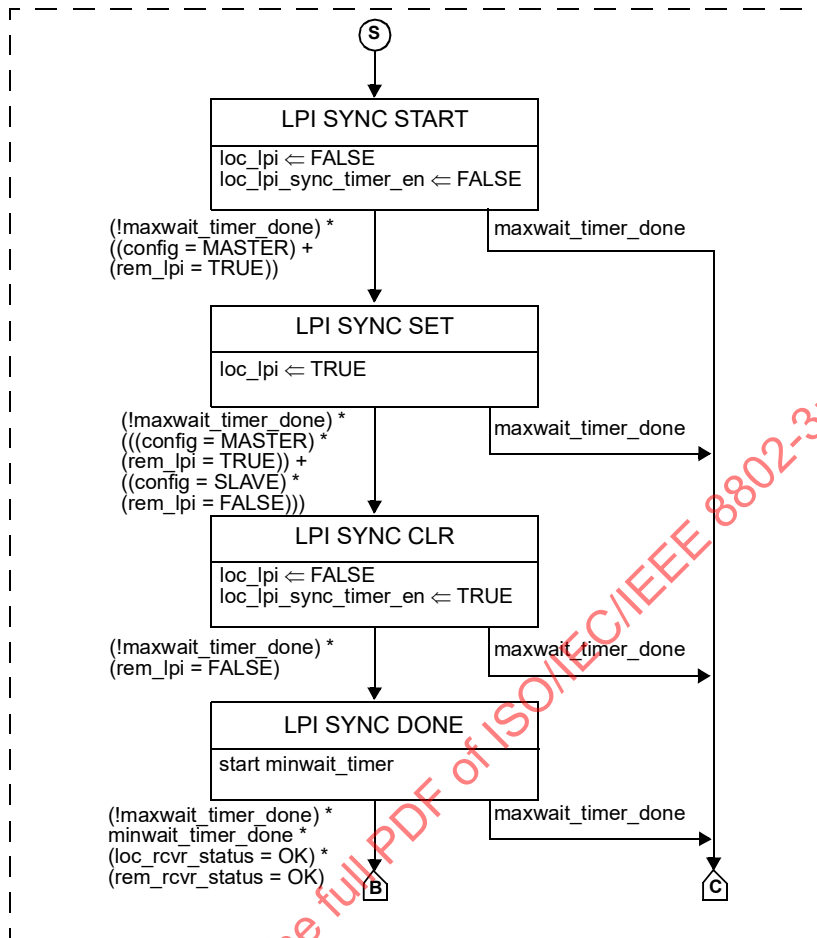 S
LPI SYNC START
loc_lpi ⇐ FALSE
loc_lpi_sync_timer_en ⇐ FALSE
(!maxwait_timer_done) *
((config = MASTER) +
(rem_lpi = TRUE))
maxwait_timer_done
LPI SYNC SET
loc_lpi ⇐ TRUE
(!maxwait_timer_done) *
(((config = MASTER) *
(rem_lpi = TRUE)) +
((config = SLAVE) *
(rem_lpi = FALSE)))
maxwait_timer_done
LPI SYNC CLR
loc_lpi ⇐ FALSE
loc_lpi_sync_timer_en ⇐ TRUE
(!maxwait_timer_done) *
(rem_lpi = FALSE)
maxwait_timer_done
LPI SYNC DONE
start minwait_timer
(!maxwait_timer_done) *
minwait_timer_done *
(loc_rcvr_status = OK) *
(rem_rcvr_status = OK)
maxwait_timer_done
B
C
full PDF of ISO/IEC/IEEE 8802-3